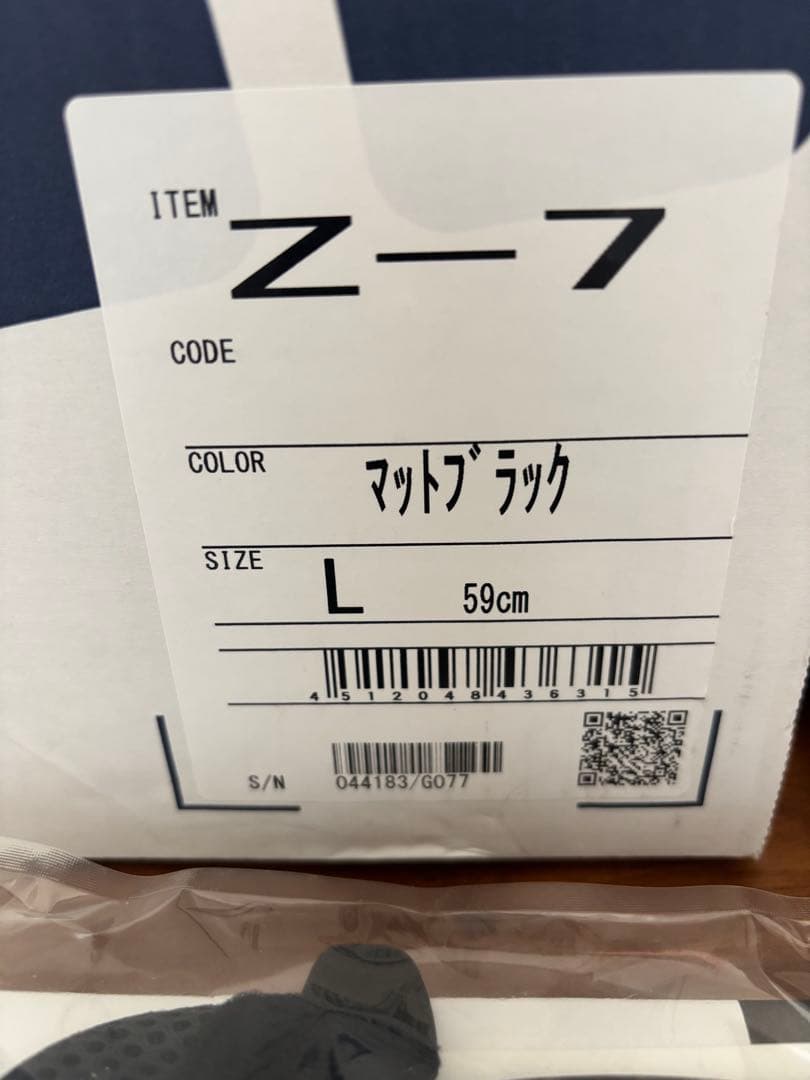 ITEM Z-7
CODE
COLOR ﾏｯﾄﾌﾞﾗｯｸ
SIZE L 59cm
4512048436315
S/N 044183/G077